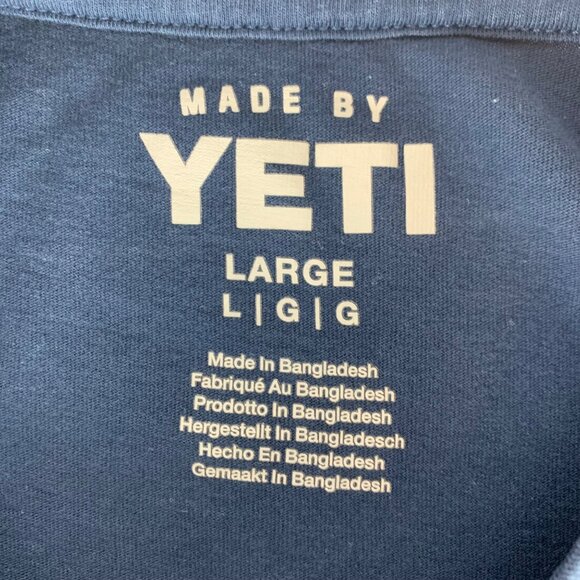 MADE BY
YETI
LARGE
L | G | G
Made In Bangladesh
Fabriqué Au Bangladesh
Prodotto In Bangladesh
Hergestellt In Bangladesch
Hecho En Bangladesh
Gemaakt In Bangladesh